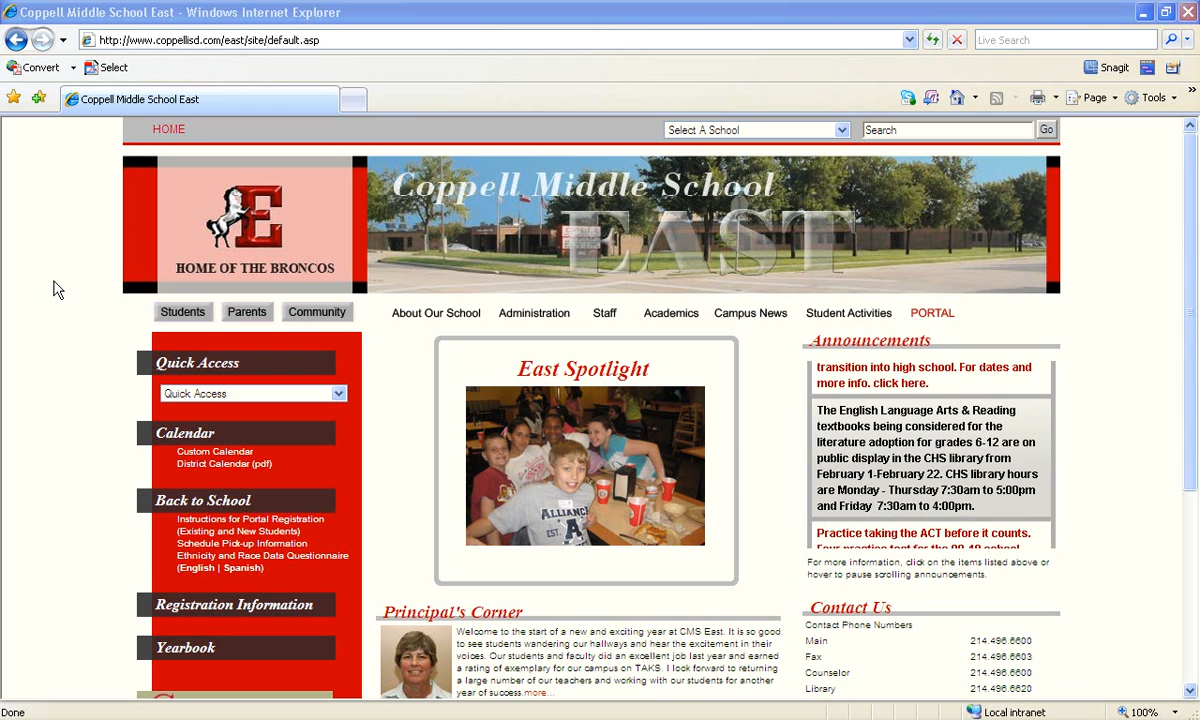 Coppell Middle School East - Windows Internet Explorer
http://www.coppellisd.com/east/site/default.asp
Live Search
Convert
Select
Snagit
Coppell Middle School East
Page
Tools
HOME
Select A School
Search
Go
Coppell Middle School
EAST
E
HOME OF THE BRONCOS
Students
Parents
Community
About Our School
Administration
Staff
Academics
Campus News
Student Activities
PORTAL
Quick Access
Quick Access
Calendar
Custom Calendar
District Calendar (pdf)
Back to School
Instructions for Portal Registration
(Existing and New Students)
Schedule Pick-up Information
Ethnicity and Race Data Questionnaire
(English | Spanish)
Registration Information
Yearbook
East Spotlight
ALLIANCE
A
EST.
Principal's Corner
Welcome to the start of a new and exciting year at CMS East. It is so good
to see students wandering our hallways and hear the excitement in their
voices. Our students and faculty did an excellent job last year and earned
a rating of exemplar for our campus on TAKS. I look forward to returning
a large number of our teachers and working with our students for another
year of success.more...
Announcements
transition into high school. For dates and
more info. click here.
The English Language Arts & Reading
textbooks being considered for the
literature adoption for grades 6-12 are on
public display in the CHS library from
February 1-February 22. CHS library hours
are Monday - Thursday 7:30am to 5:00pm
and Friday 7:30am to 4:00pm.
Practice taking the ACT before it counts.
Four practice test for the 09-10 school
For more information, click on the items listed above or
hover to pause scrolling announcements.
Contact Us
Contact Phone Numbers
Main 214.496.6600
Fax 214.496.6603
Counselor 214.496.6608
Library 214.496.6620
Done
Local intranet
100%